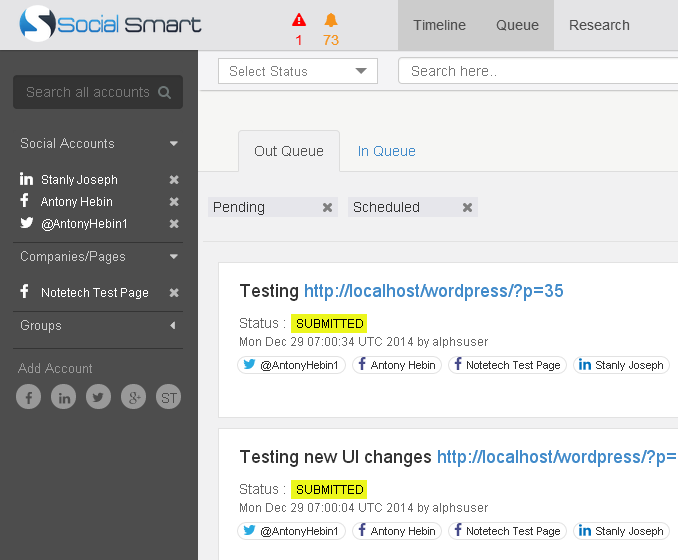 Social Smart
1
73
Timeline Queue Research
Select Status
Search here..
Search all accounts
Social Accounts
Stanly Joseph
Antony Hebin
@AntonyHebin1
Companies/Pages
Notetech Test Page
Groups
Add Account
ST
Out Queue In Queue
Pending Scheduled
Testing http://localhost/wordpress/?p=35
Status : SUBMITTED
Mon Dec 29 07:00:34 UTC 2014 by alphsuser
@AntonyHebin1 Antony Hebin Notetech Test Page Stanly Joseph
Testing new UI changes http://localhost/wordpress/?p=
Status : SUBMITTED
Mon Dec 29 07:00:04 UTC 2014 by alphsuser
@AntonyHebin1 Antony Hebin Notetech Test Page Stanly Joseph